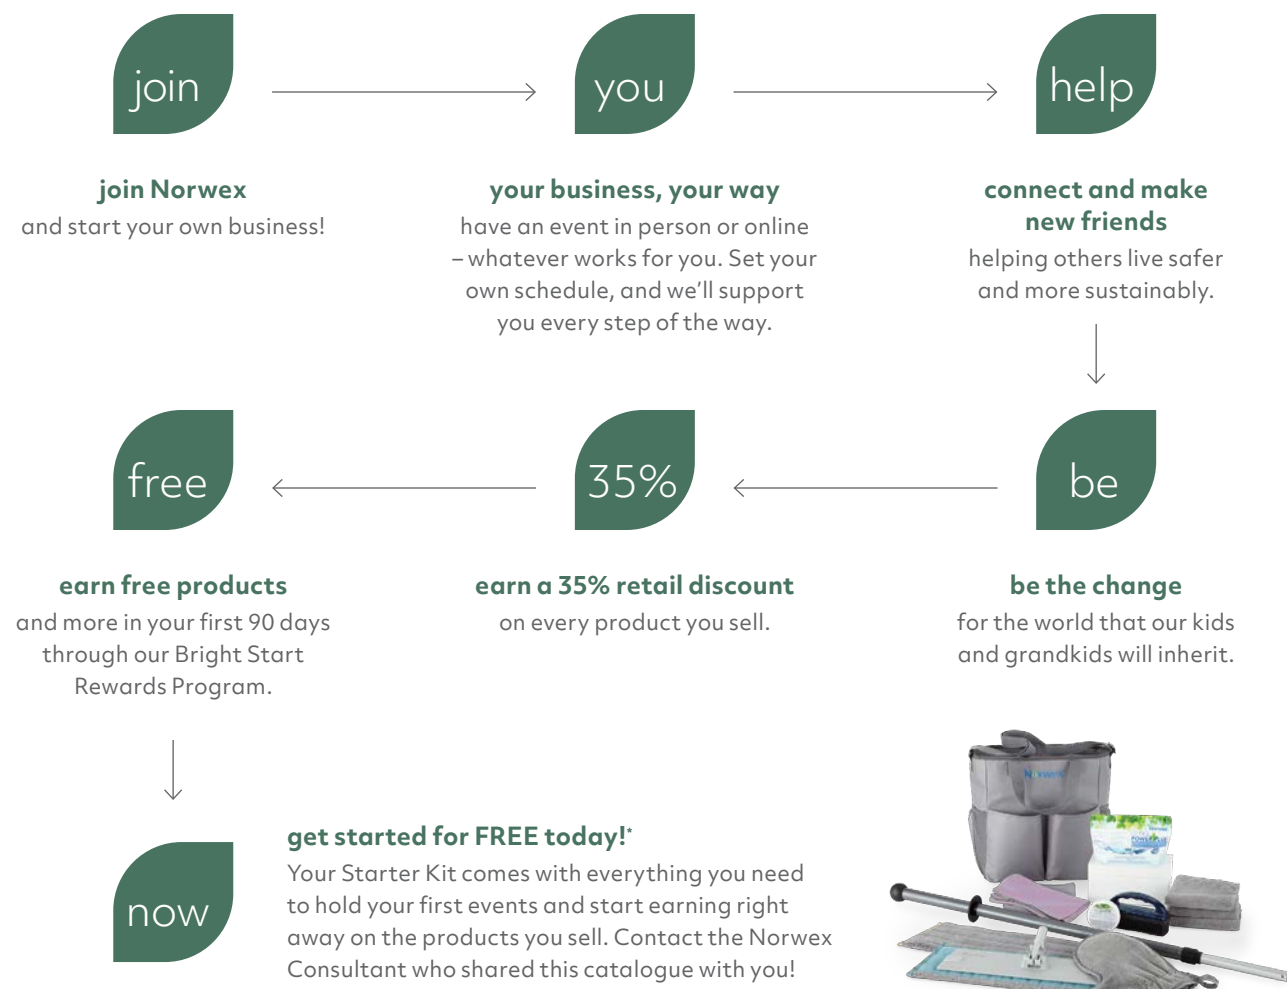 join
you
help
join Norwex
and start your own business!
your business, your way
have an event in person or online
– whatever works for you. Set your
own schedule, and we’ll support
you every step of the way.
connect and make
new friends
helping others live safer
and more sustainably.
free
35%
be
earn free products
and more in your first 90 days
through our Bright Start
Rewards Program.
earn a 35% retail discount
on every product you sell.
be the change
for the world that our kids
and grandkids will inherit.
now
get started for FREE today!*
Your Starter Kit comes with everything you need
to hold your first events and start earning right
away on the products you sell. Contact the Norwex
Consultant who shared this catalogue with you!
Norwex